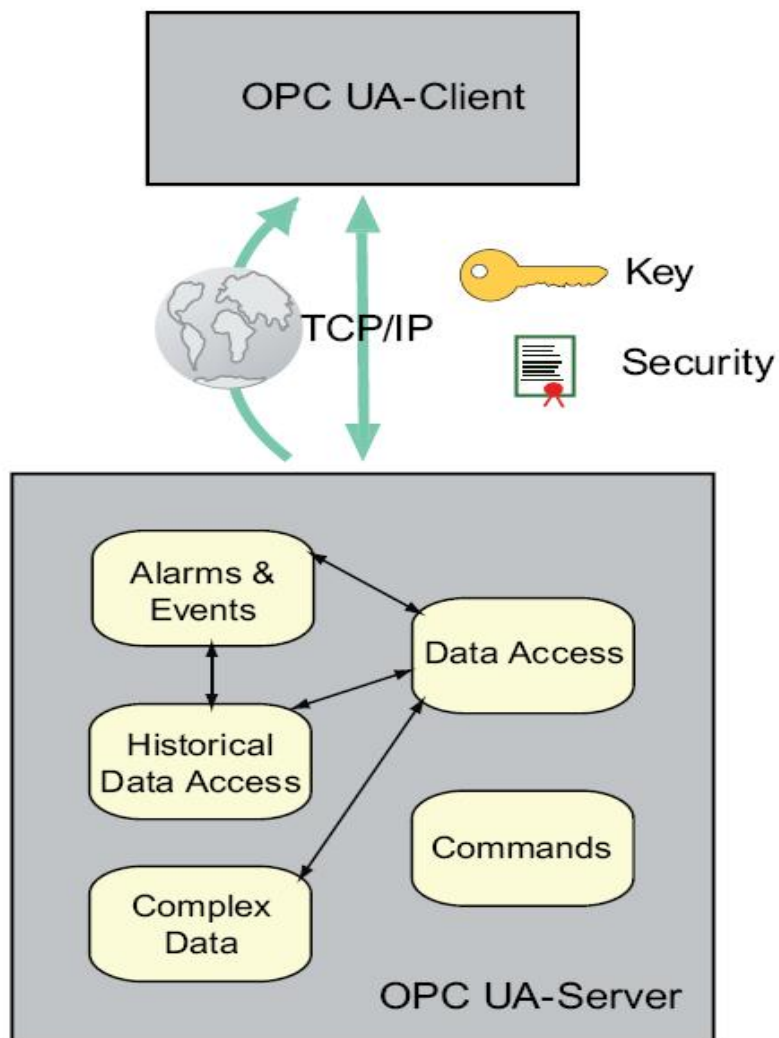 OPC UA-Client
TCP/IP
Key
Security
Alarms &
Events
Data Access
Historical
Data Access
Commands
Complex
Data
OPC UA-Server